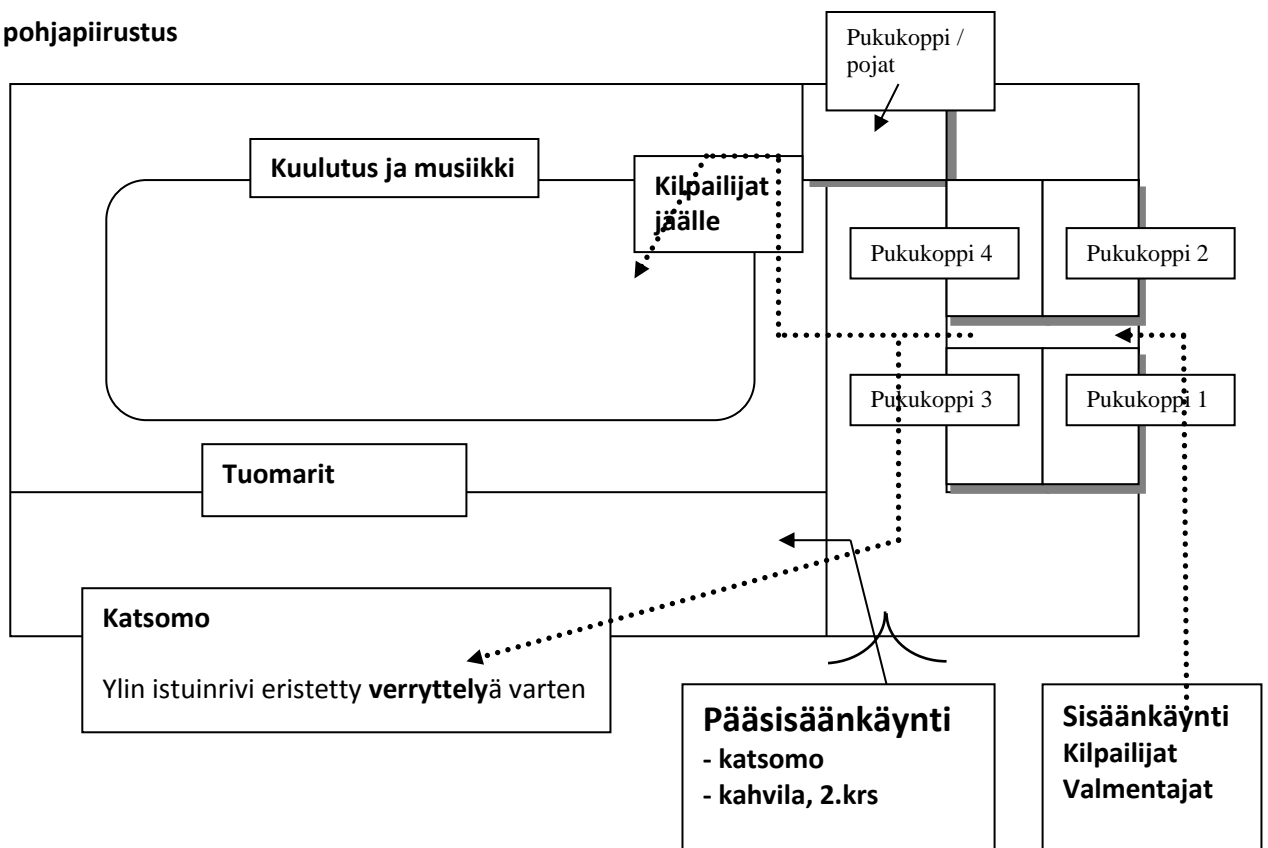 pohjapiirustus
Pukukoppi /
pojat
Kuulutus ja musiikki
Kilpailijat
jäälle
Pukukoppi 4
Pukukoppi 2
Pukukoppi 3
Pukukoppi 1
Tuomarit
Katsomo
Ylin istuinrivi eristetty verryttelyä varten
Pääsisäänkäynti
- katsomo
- kahvila, 2.krs
Sisäänkäynti
Kilpailijat
Valmentajat